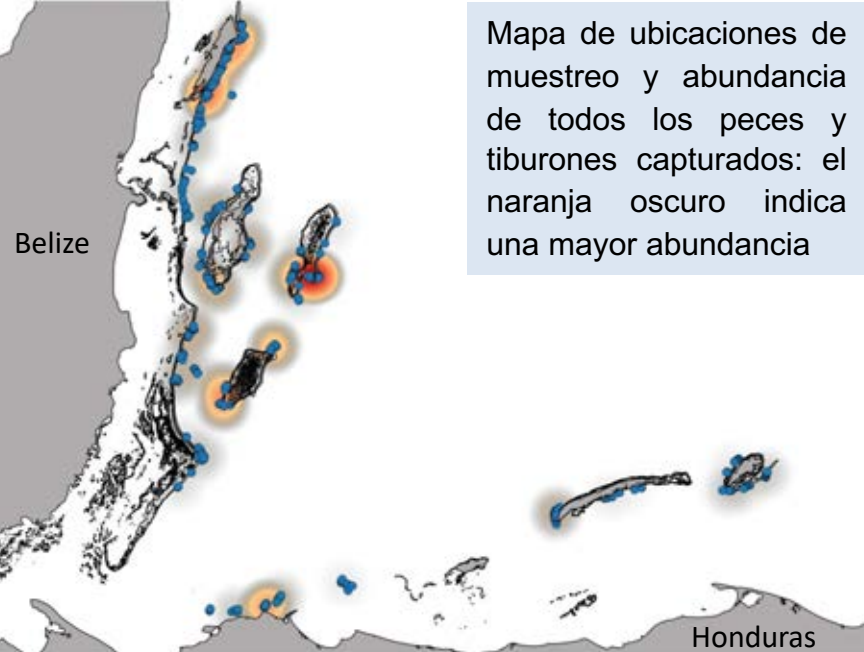 Mapa de ubicaciones de
muestreo y abundancia
de todos los peces y
tiburones capturados: el
naranja oscuro indica
una mayor abundancia
Belize
Honduras